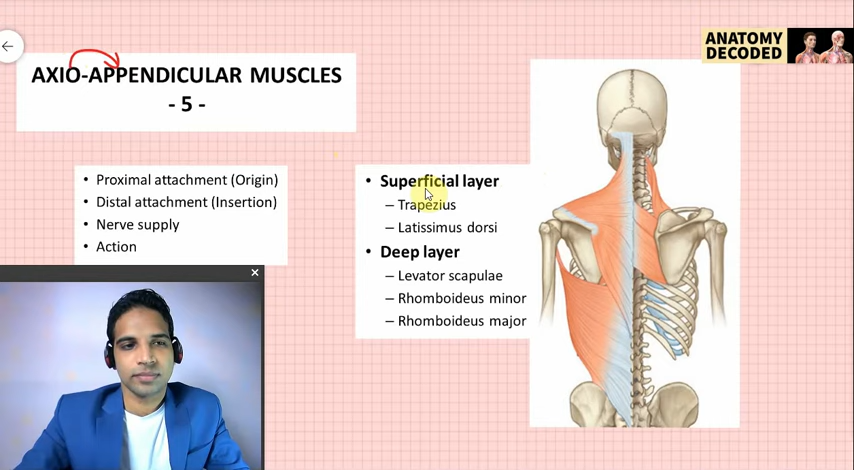 ANATOMY
DECODED
AXIO-APPENDICULAR MUSCLES
- 5 -
• Proximal attachment (Origin)
• Distal attachment (Insertion)
• Nerve supply
• Action
• Superficial layer
– Trapezius
– Latissimus dorsi
• Deep layer
– Levator scapulae
– Rhomboideus minor
– Rhomboideus major